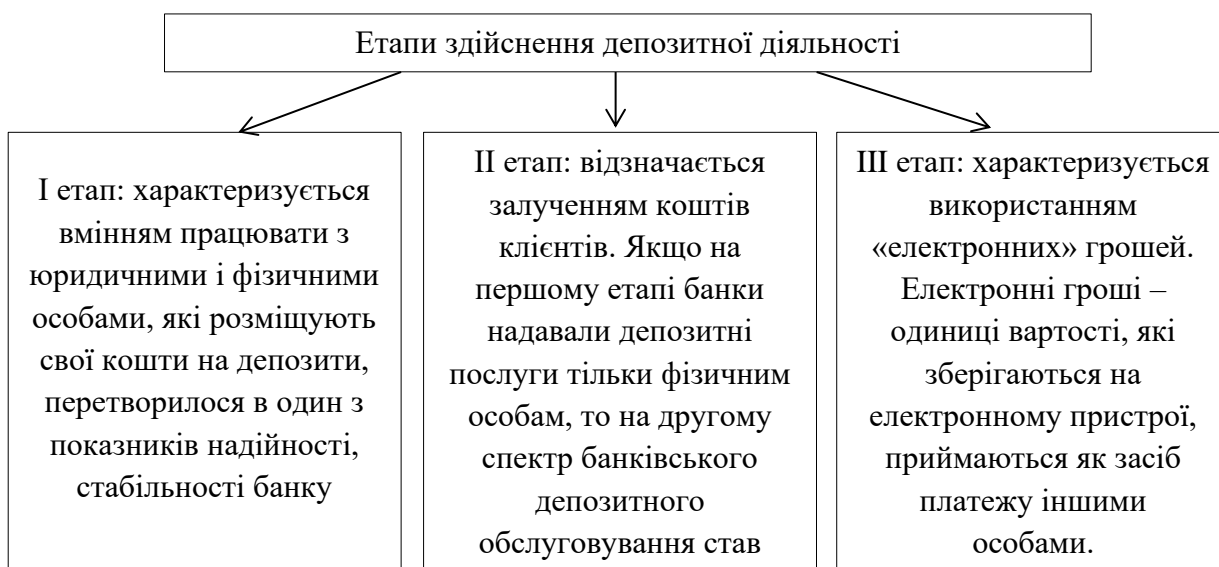 Етапи здійснення депозитної діяльності
І етап: характеризується
вмінням працювати з
юридичними і фізичними
особами, які розміщують
свої кошти на депозити,
перетворилося в один з
показників надійності,
стабільності банку
ІІ етап: відзначається
залученням коштів
клієнтів. Якщо на
першому етапі банки
надавали депозитні
послуги тільки фізичним
особам, то на другому
спектр банківського
депозитного
обслуговування став
ІІІ етап: характеризується
використанням
«електронних» грошей.
Електронні гроші –
одиниці вартості, які
зберігаються на
електронному пристрої,
приймаються як засіб
платежу іншими
особами.